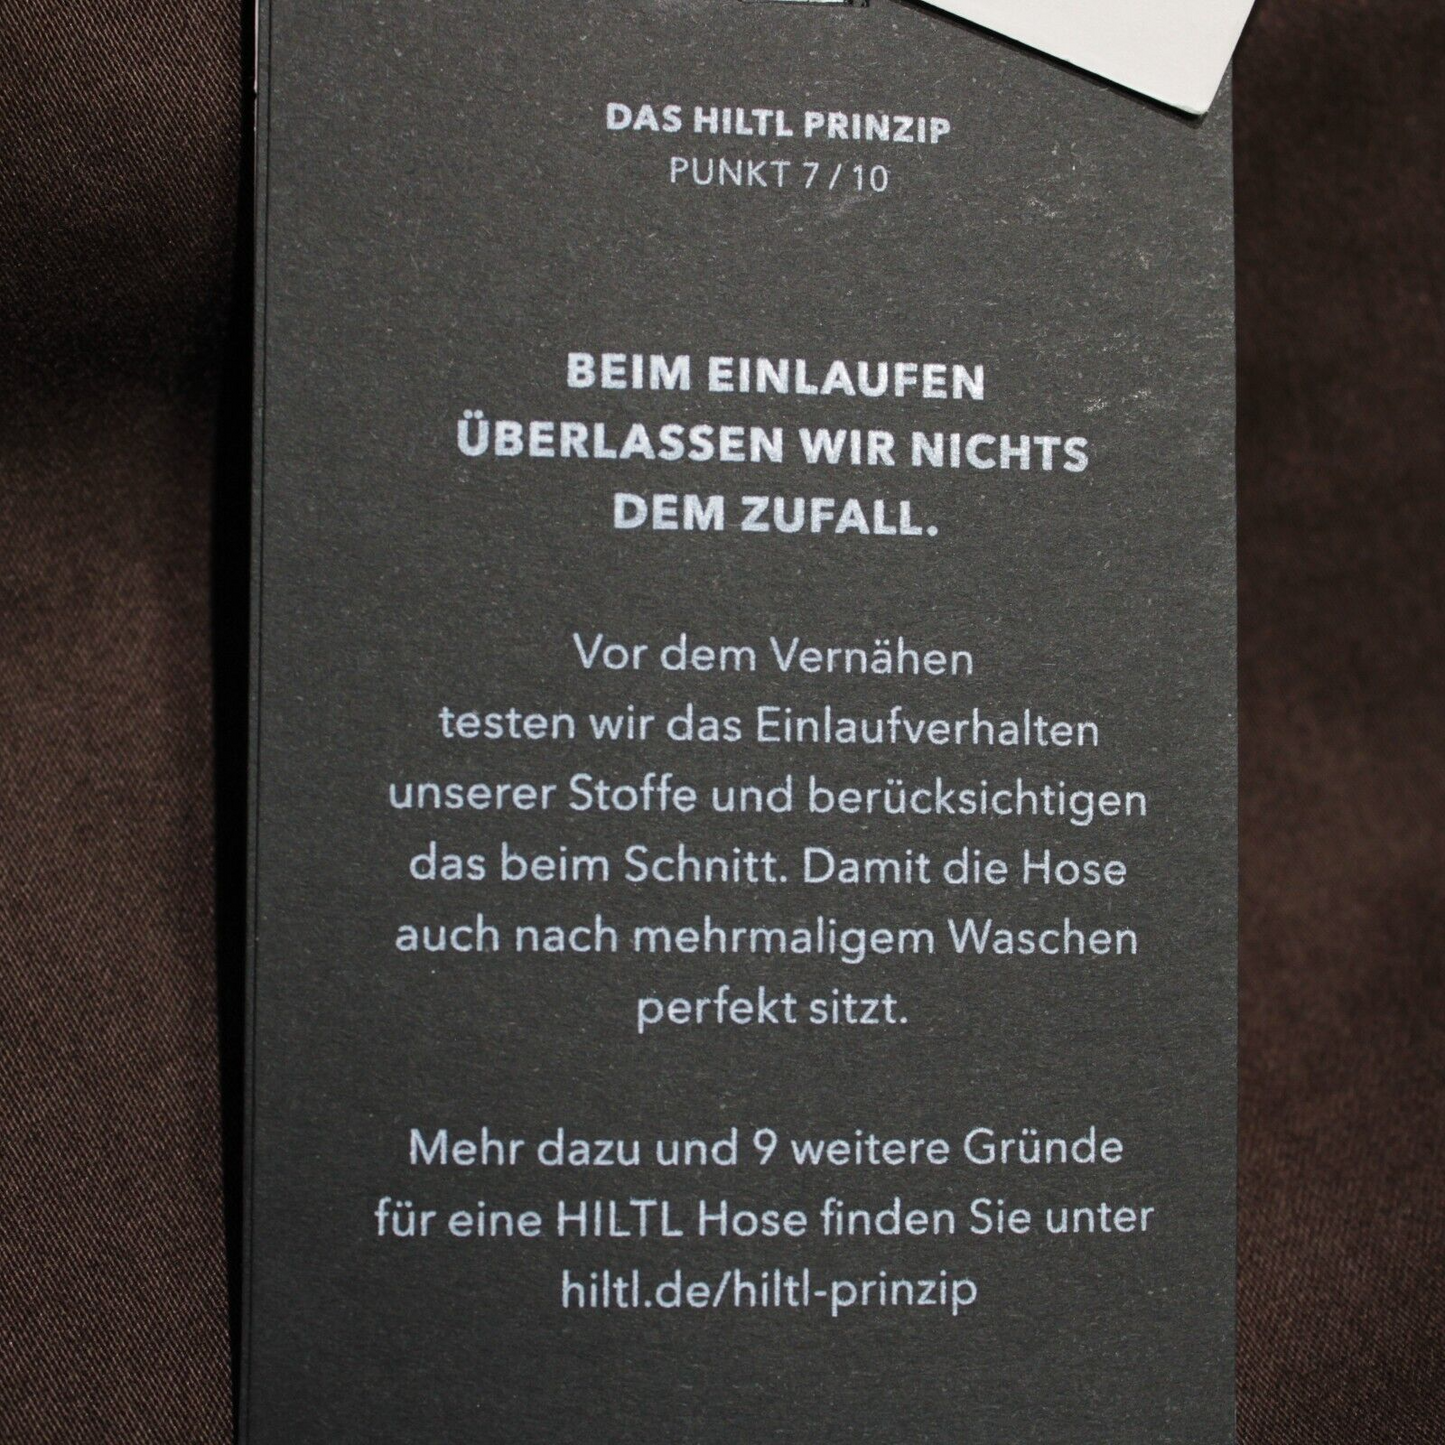 DAS HILTL PRINZIP
PUNKT 7 / 10
BEIM EINLAUFEN
ÜBERLASSEN WIR NICHTS
DEM ZUFALL.
Vor dem Vernähen
testen wir das Einlaufverhalten
unserer Stoffe und berücksichtigen
das beim Schnitt. Damit die Hose
auch nach mehrmaligem Waschen
perfekt sitzt.
Mehr dazu und 9 weitere Gründe
für eine HILTL Hose finden Sie unter
hiltl.de/hiltl-prinzip